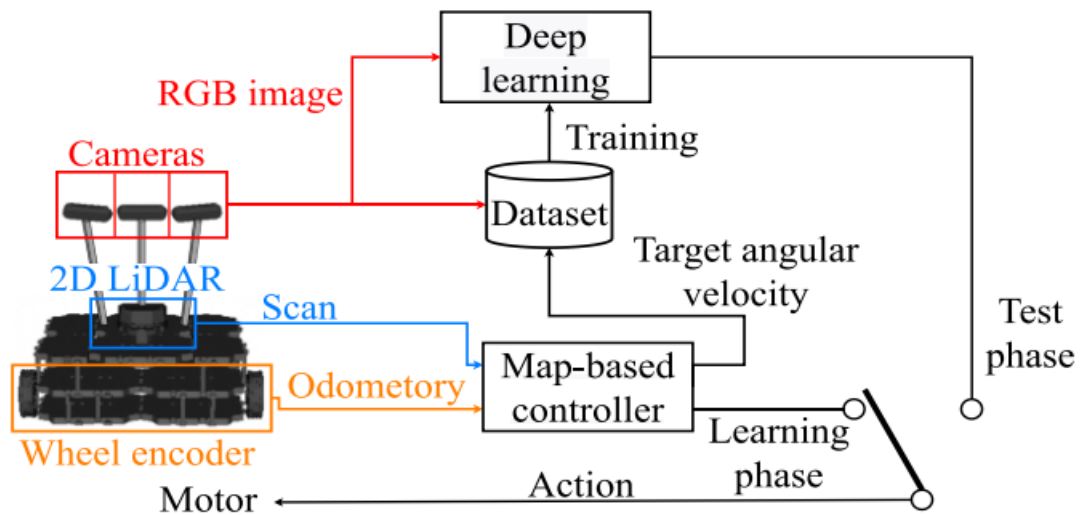 Deep
learning
RGB image
Training
Cameras
Dataset
Target angular
velocity
2D LiDAR
Scan
Test
phase
Map-based
controller
Odometory
Learning
phase
Wheel encoder
Motor
Action